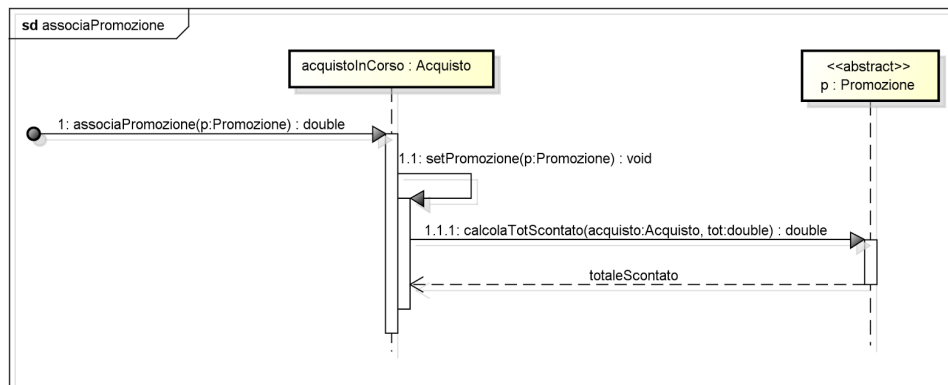 sd associaPromozione
acquistoInCorso : Acquisto
<<abstract>>
p : Promozione
1: associaPromozione(p:Promozione) : double
1.1: setPromozione(p:Promozione) : void
1.1.1: calcolaTotScontato(acquisto:Acquisto, tot:double) : double
totaleScontato